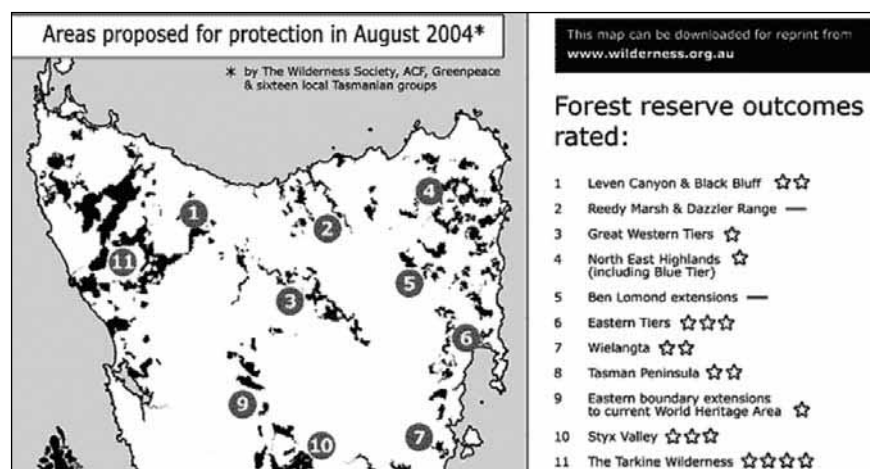 Areas proposed for protection in August 2004*
* by The Wilderness Society, ACF, Greenpeace
& sixteen local Tasmanian groups
1
2
3
4
5
6
7
9
10
11
This map can be downloaded for reprint from
www.wilderness.org.au
Forest reserve outcomes
rated:
1 Leven Canyon & Black Bluff ☆☆
2 Reedy Marsh & Dazzler Range —
3 Great Western Tiers ☆
4 North East Highlands ☆
(including Blue Tier)
5 Ben Lomond extensions —
6 Eastern Tiers ☆☆☆
7 Wielangta ☆☆
8 Tasman Peninsula ☆☆
9 Eastern boundary extensions
to current World Heritage Area ☆
10 Styx Valley ☆☆☆
11 The Tarkine Wilderness ☆☆☆☆